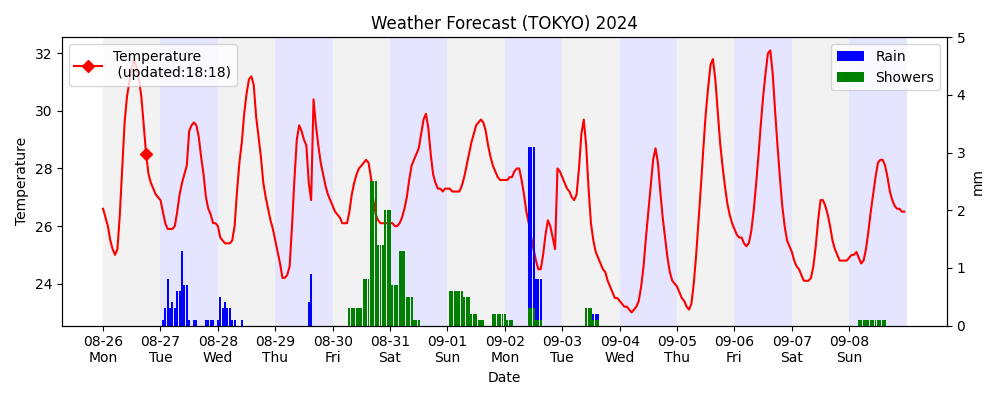 Weather Forecast (TOKYO) 2024
Temperature
(updated:18:18)
Rain
Showers
32
30
28
26
24
Temperature
5
4
3
2
1
0
mm
08-26 08-27 08-28 08-29 08-30 08-31 09-01 09-02 09-03 09-04 09-05 09-06 09-07 09-08
Mon Tue Wed Thu Fri Sat Sun Mon Tue Wed Thu Fri Sat Sun
Date